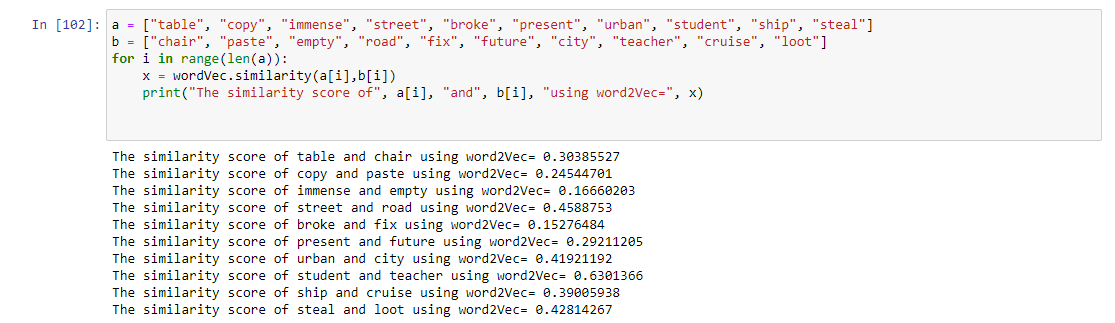 In [102]: a = ["table", "copy", "immense", "street", "broke", "present", "urban", "student", "ship", "steal"]
b = ["chair", "paste", "empty", "road", "fix", "future", "city", "teacher", "cruise", "loot"]
for i in range(len(a)):
    x = wordVec.similarity(a[i],b[i])
    print("The similarity score of", a[i], "and", b[i], "using word2Vec=", x)
The similarity score of table and chair using word2Vec= 0.30385527
The similarity score of copy and paste using word2Vec= 0.24544701
The similarity score of immense and empty using word2Vec= 0.16660203
The similarity score of street and road using word2Vec= 0.4588753
The similarity score of broke and fix using word2Vec= 0.15276484
The similarity score of present and future using word2Vec= 0.29211205
The similarity score of urban and city using word2Vec= 0.41921192
The similarity score of student and teacher using word2Vec= 0.6301366
The similarity score of ship and cruise using word2Vec= 0.39005938
The similarity score of steal and loot using word2Vec= 0.42814267